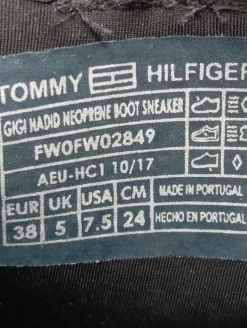 TOMMY HILFIGER
GIGI HADID NEOPRENE BOOT SNEAKER
FW0FW02849
AEU-HC1 10/17
EUR UK USA CM
38 5 7.5 24
MADE IN PORTUGAL
HECHO EN PORTUGAL